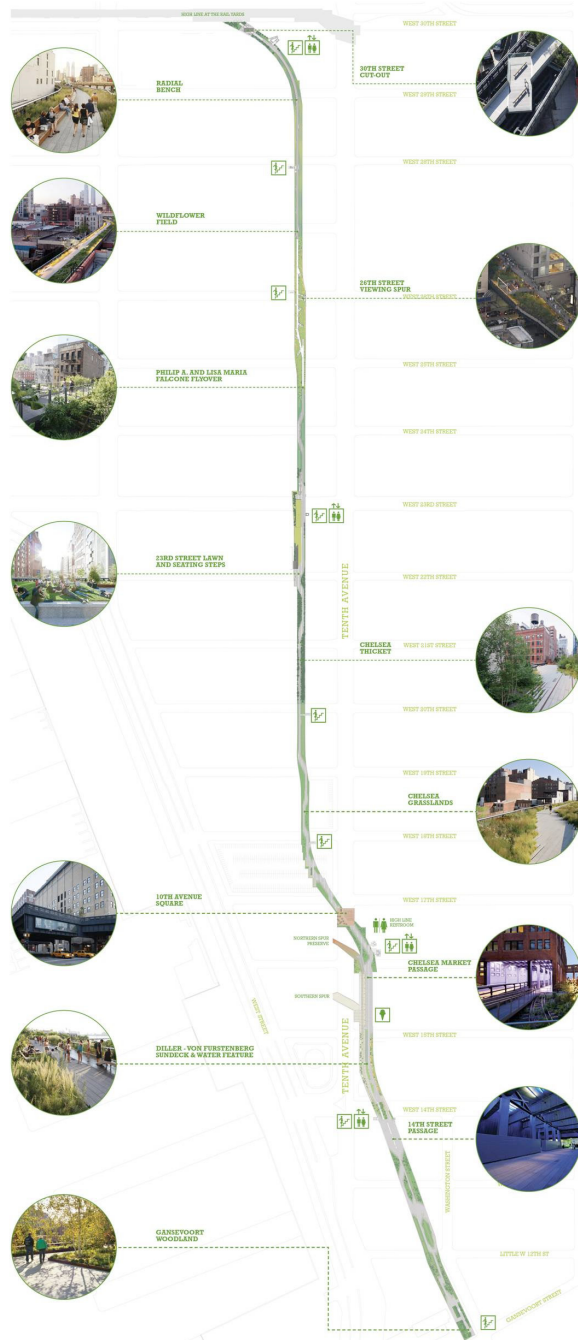 HIGH LINE AT THE RAIL YARDS
WEST 30TH STREET
30TH STREET
CUT-OUT
RADIAL
BENCH
WEST 29TH STREET
WEST 28TH STREET
WILDFLOWER
FIELD
26TH STREET
VIEWING SPUR
WEST 26TH STREET
PHILIP A. AND LISA MARIA
FALCONE FLYOVER
WEST 25TH STREET
WEST 24TH STREET
WEST 23RD STREET
23RD STREET LAWN
AND SEATING STEPS
TENTH AVENUE
WEST 22TH STREET
CHELSEA
THICKET
WEST 21ST STREET
WEST 20TH STREET
WEST 19TH STREET
CHELSEA
GRASSLANDS
WEST 18TH STREET
10TH AVENUE
SQUARE
WEST 17TH STREET
HIGH LINE
RESTROOM
NORTHERN SPUR
PRESERVE
CHELSEA MARKET
PASSAGE
SOUTHERN SPUR
WEST STREET
TENTH AVENUE
WEST 15TH STREET
DILLER - VON FURSTENBERG
SUNDECK & WATER FEATURE
WEST 14TH STREET
14TH STREET
PASSAGE
WASHINGTON STREET
GANSEVOORT
WOODLAND
LITTLE W. 12TH ST
GANSEVOORT STREET